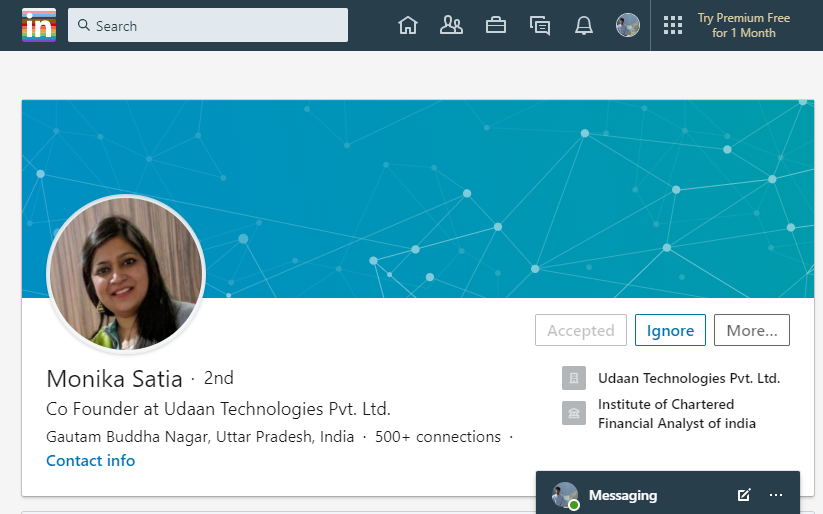 in
Search
Try Premium Free
for 1 Month
Accepted
Ignore
More...
Monika Satia · 2nd
Co Founder at Udaan Technologies Pvt. Ltd.
Gautam Buddha Nagar, Uttar Pradesh, India · 500+ connections ·
Contact info
Udaan Technologies Pvt. Ltd.
Institute of Chartered
Financial Analyst of india
Messaging